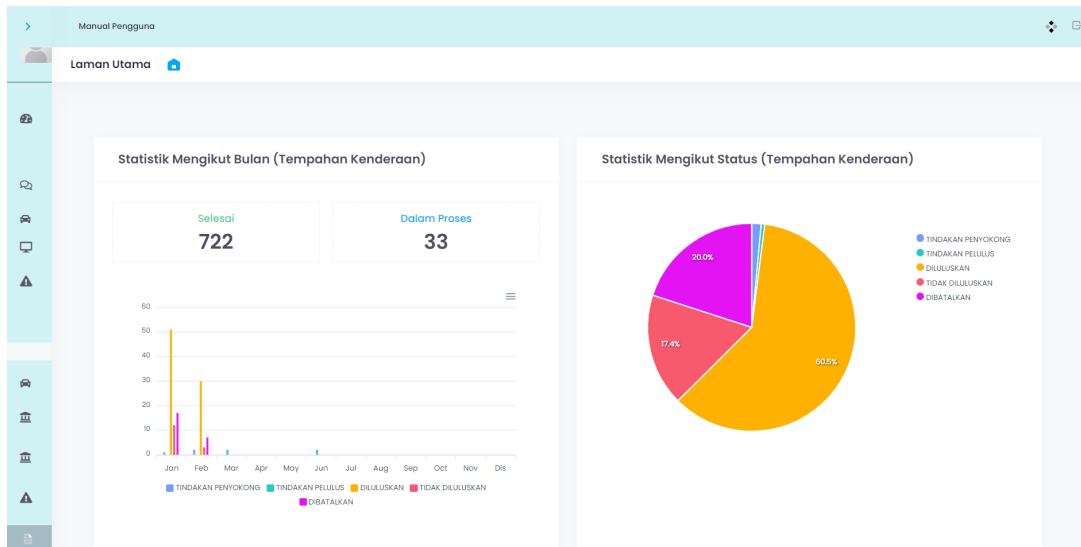 Manual Pengguna
Laman Utama
Statistik Mengikut Bulan (Tempahan Kenderaan)
Selesai
722
Dalam Proses
33
60
50
40
30
20
10
0
Jan Feb Mar Apr May Jun Jul Aug Sep Oct Nov Dis
TINDAKAN PENYOKONG TINDAKAN PELULUS DILULUSKAN TIDAK DILULUSKAN
DIBATALKAN
Statistik Mengikut Status (Tempahan Kenderaan)
20.0%
17.4%
60.5%
TINDAKAN PENYOKONG
TINDAKAN PELULUS
DILULUSKAN
TIDAK DILULUSKAN
DIBATALKAN